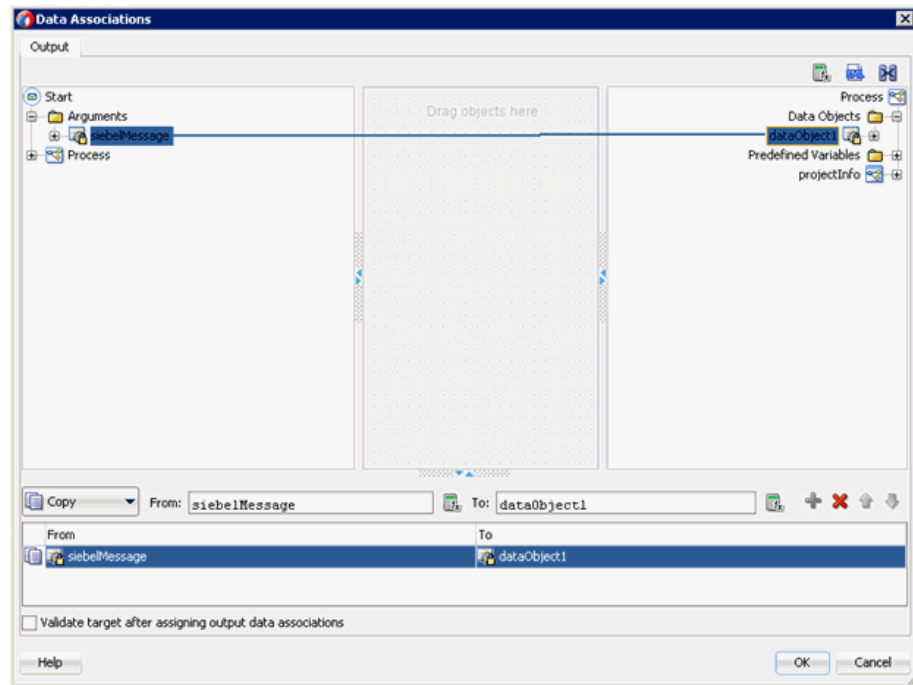 Data Associations
Output
Start
Arguments
siebelMessage
Process
Drag objects here
Process
Data Objects
dataObject1
Predefined Variables
projectInfo
Copy From: siebelMessage To: dataObject1
From To
siebelMessage dataObject1
Validate target after assigning output data associations
Help OK Cancel